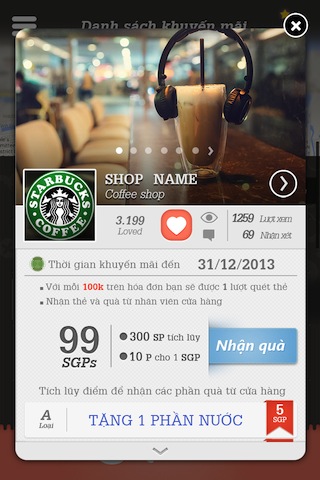 Danh sách khuyến mãi
SHOP NAME
Coffee shop
STARBUCKS
COFFEE
3.199
Loved
1259 Lượt xem
69 Nhận xét
Thời gian khuyến mãi đến 31/12/2013
Với mỗi 100k trên hóa đơn bạn sẽ được 1 lượt quét thẻ
Nhận thẻ và quà từ nhân viên cửa hàng
99
SGPs
300 SP tích lũy
10 P cho 1 SGP
Nhận quà
Tích lũy điểm để nhận các phần quà từ cửa hàng
A
Loại
TẶNG 1 PHẦN NƯỚC
5
SGP